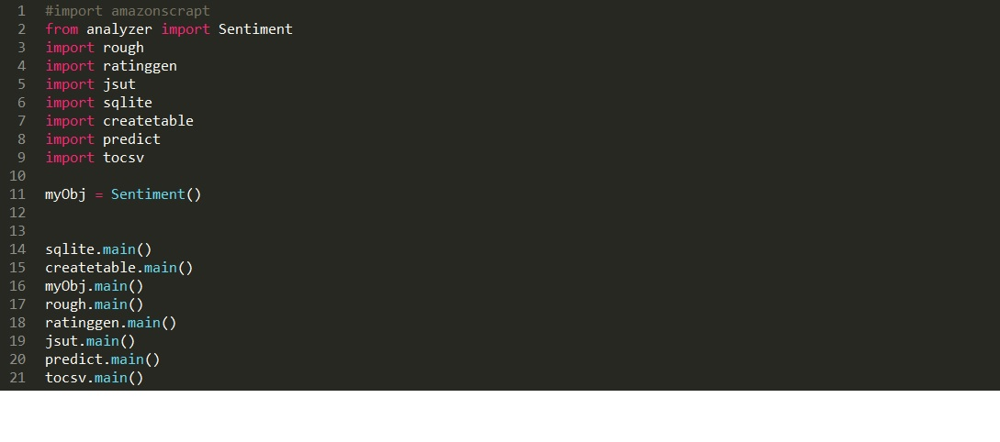 1 #import amazonscrapt
2 from analyzer import Sentiment
3 import rough
4 import ratinggen
5 import jsut
6 import sqlite
7 import createtable
8 import predict
9 import tocsv
10
11 myObj = Sentiment()
12
13
14 sqlite.main()
15 createtable.main()
16 myObj.main()
17 rough.main()
18 ratinggen.main()
19 jsut.main()
20 predict.main()
21 tocsv.main()